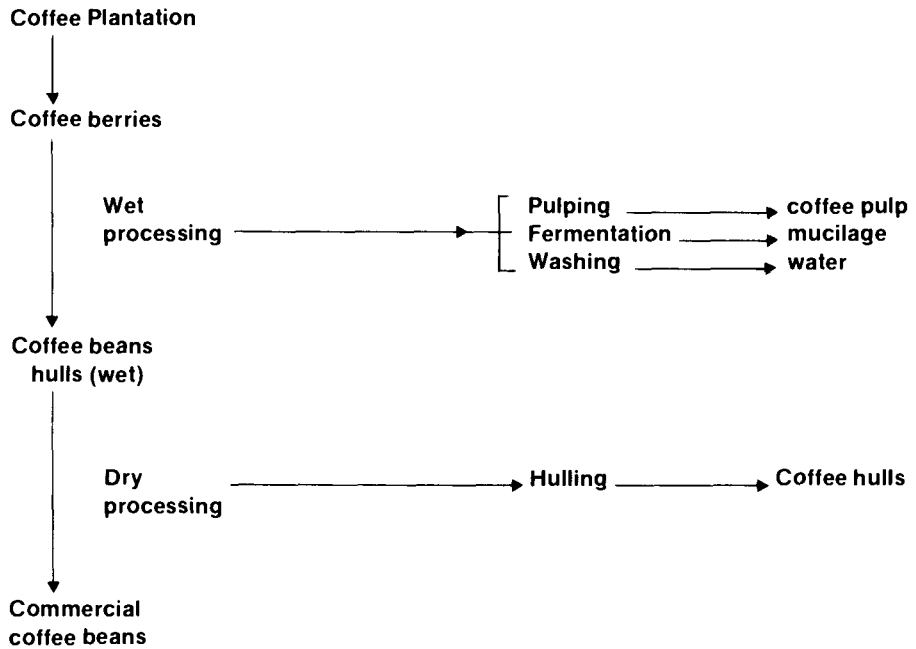 Coffee Plantation
Coffee berries
Wet
processing
Pulping
coffee pulp
Fermentation
mucilage
Washing
water
Coffee beans
hulls (wet)
Dry
processing
Hulling
Coffee hulls
Commercial
coffee beans